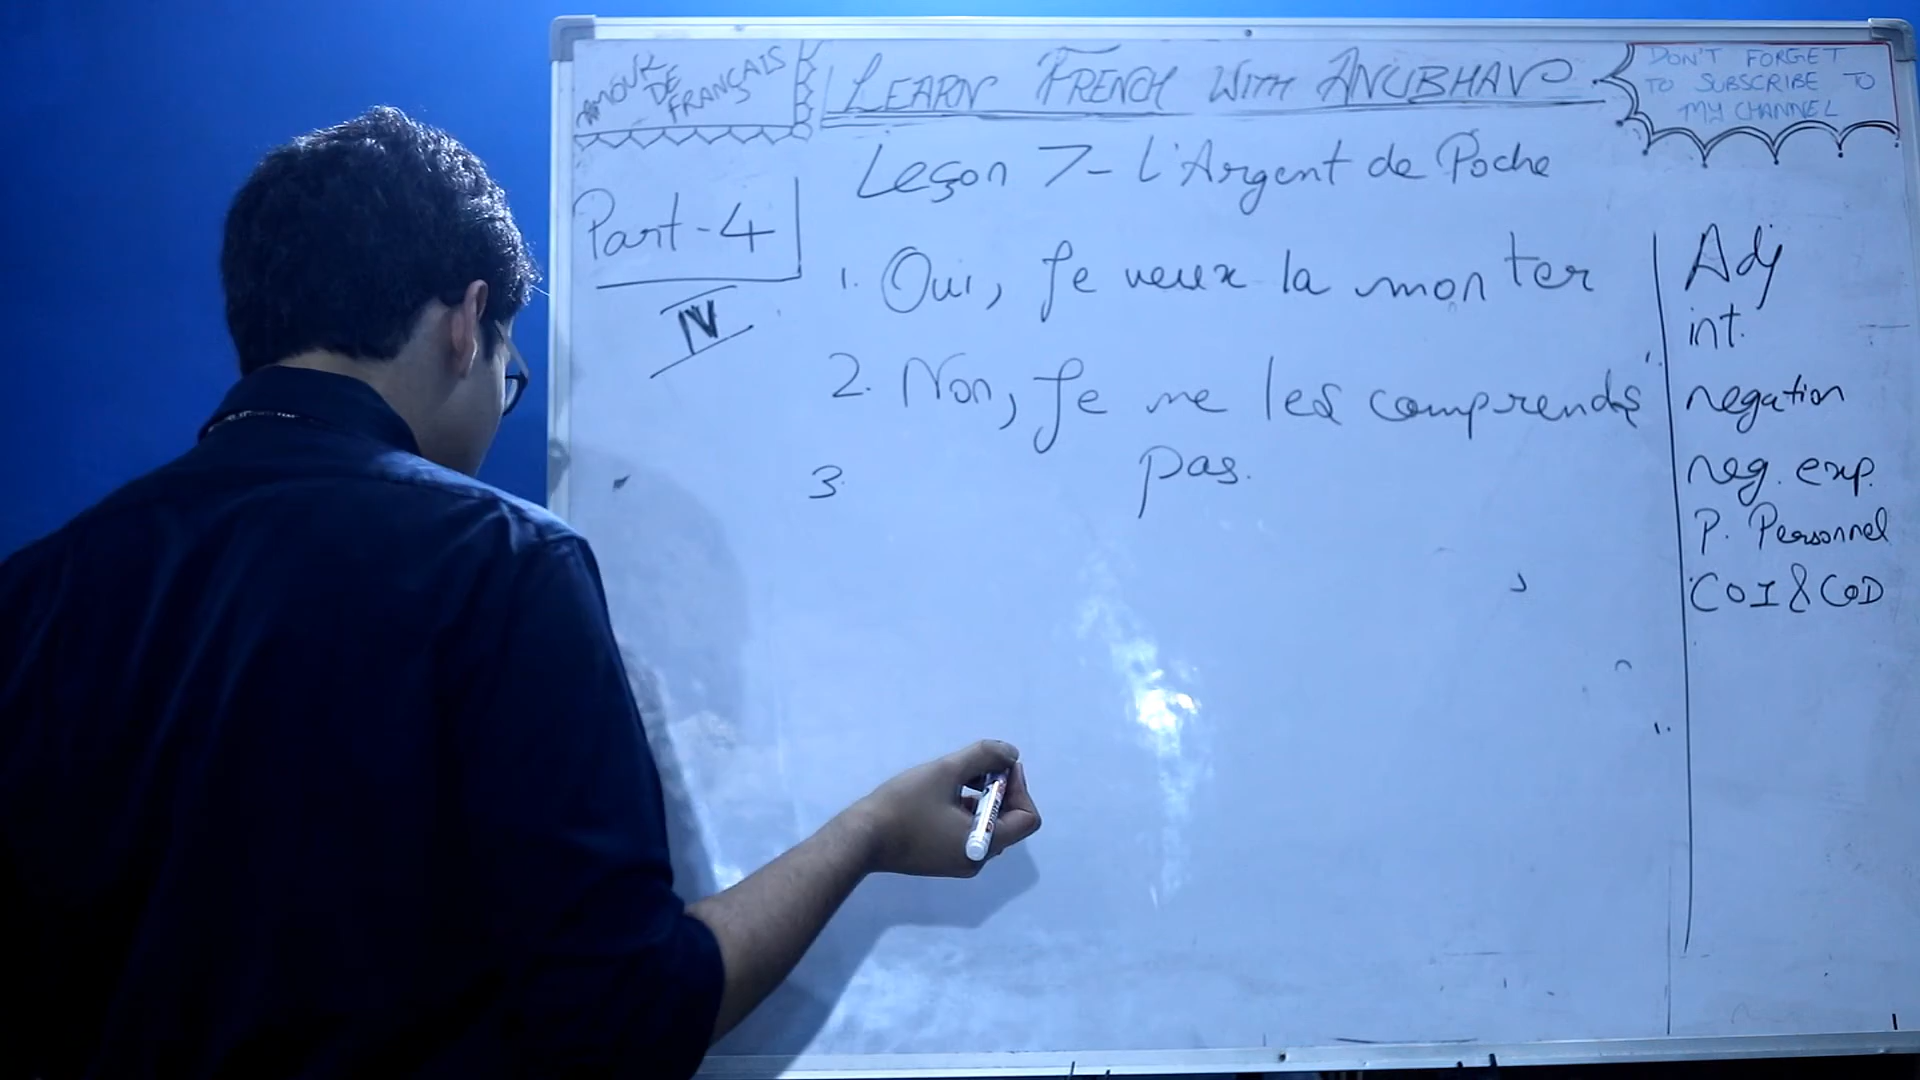 AMOUR
DE
FRANÇAIS
LEARN FRENCH WITH ANUBHAV
DON'T FORGET
TO SUBSCRIBE TO
MY CHANNEL
Leçon 7- L'Argent de Poche
Part-4
IV
1. Oui, Je veux la monter
2. Non, Je ne les comprends
pas.
3.
Adj
int.
negation
neg. exp.
P. Personnel
COI & COD